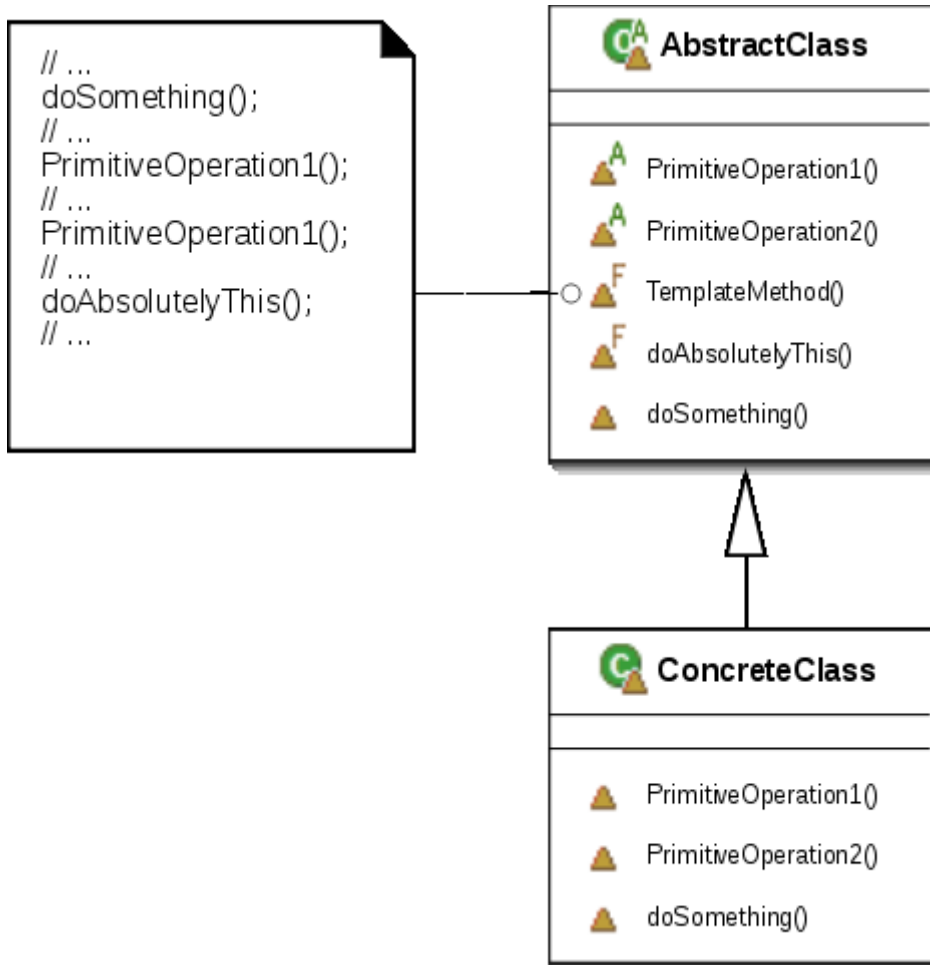 // ...
doSomething();
// ...
PrimitiveOperation1();
// ...
PrimitiveOperation1();
// ...
doAbsolutelyThis();
// ...
C A AbstractClass
A PrimitiveOperation1()
A PrimitiveOperation2()
F TemplateMethod()
F doAbsolutelyThis()
doSomething()
C ConcreteClass
PrimitiveOperation1()
PrimitiveOperation2()
doSomething()